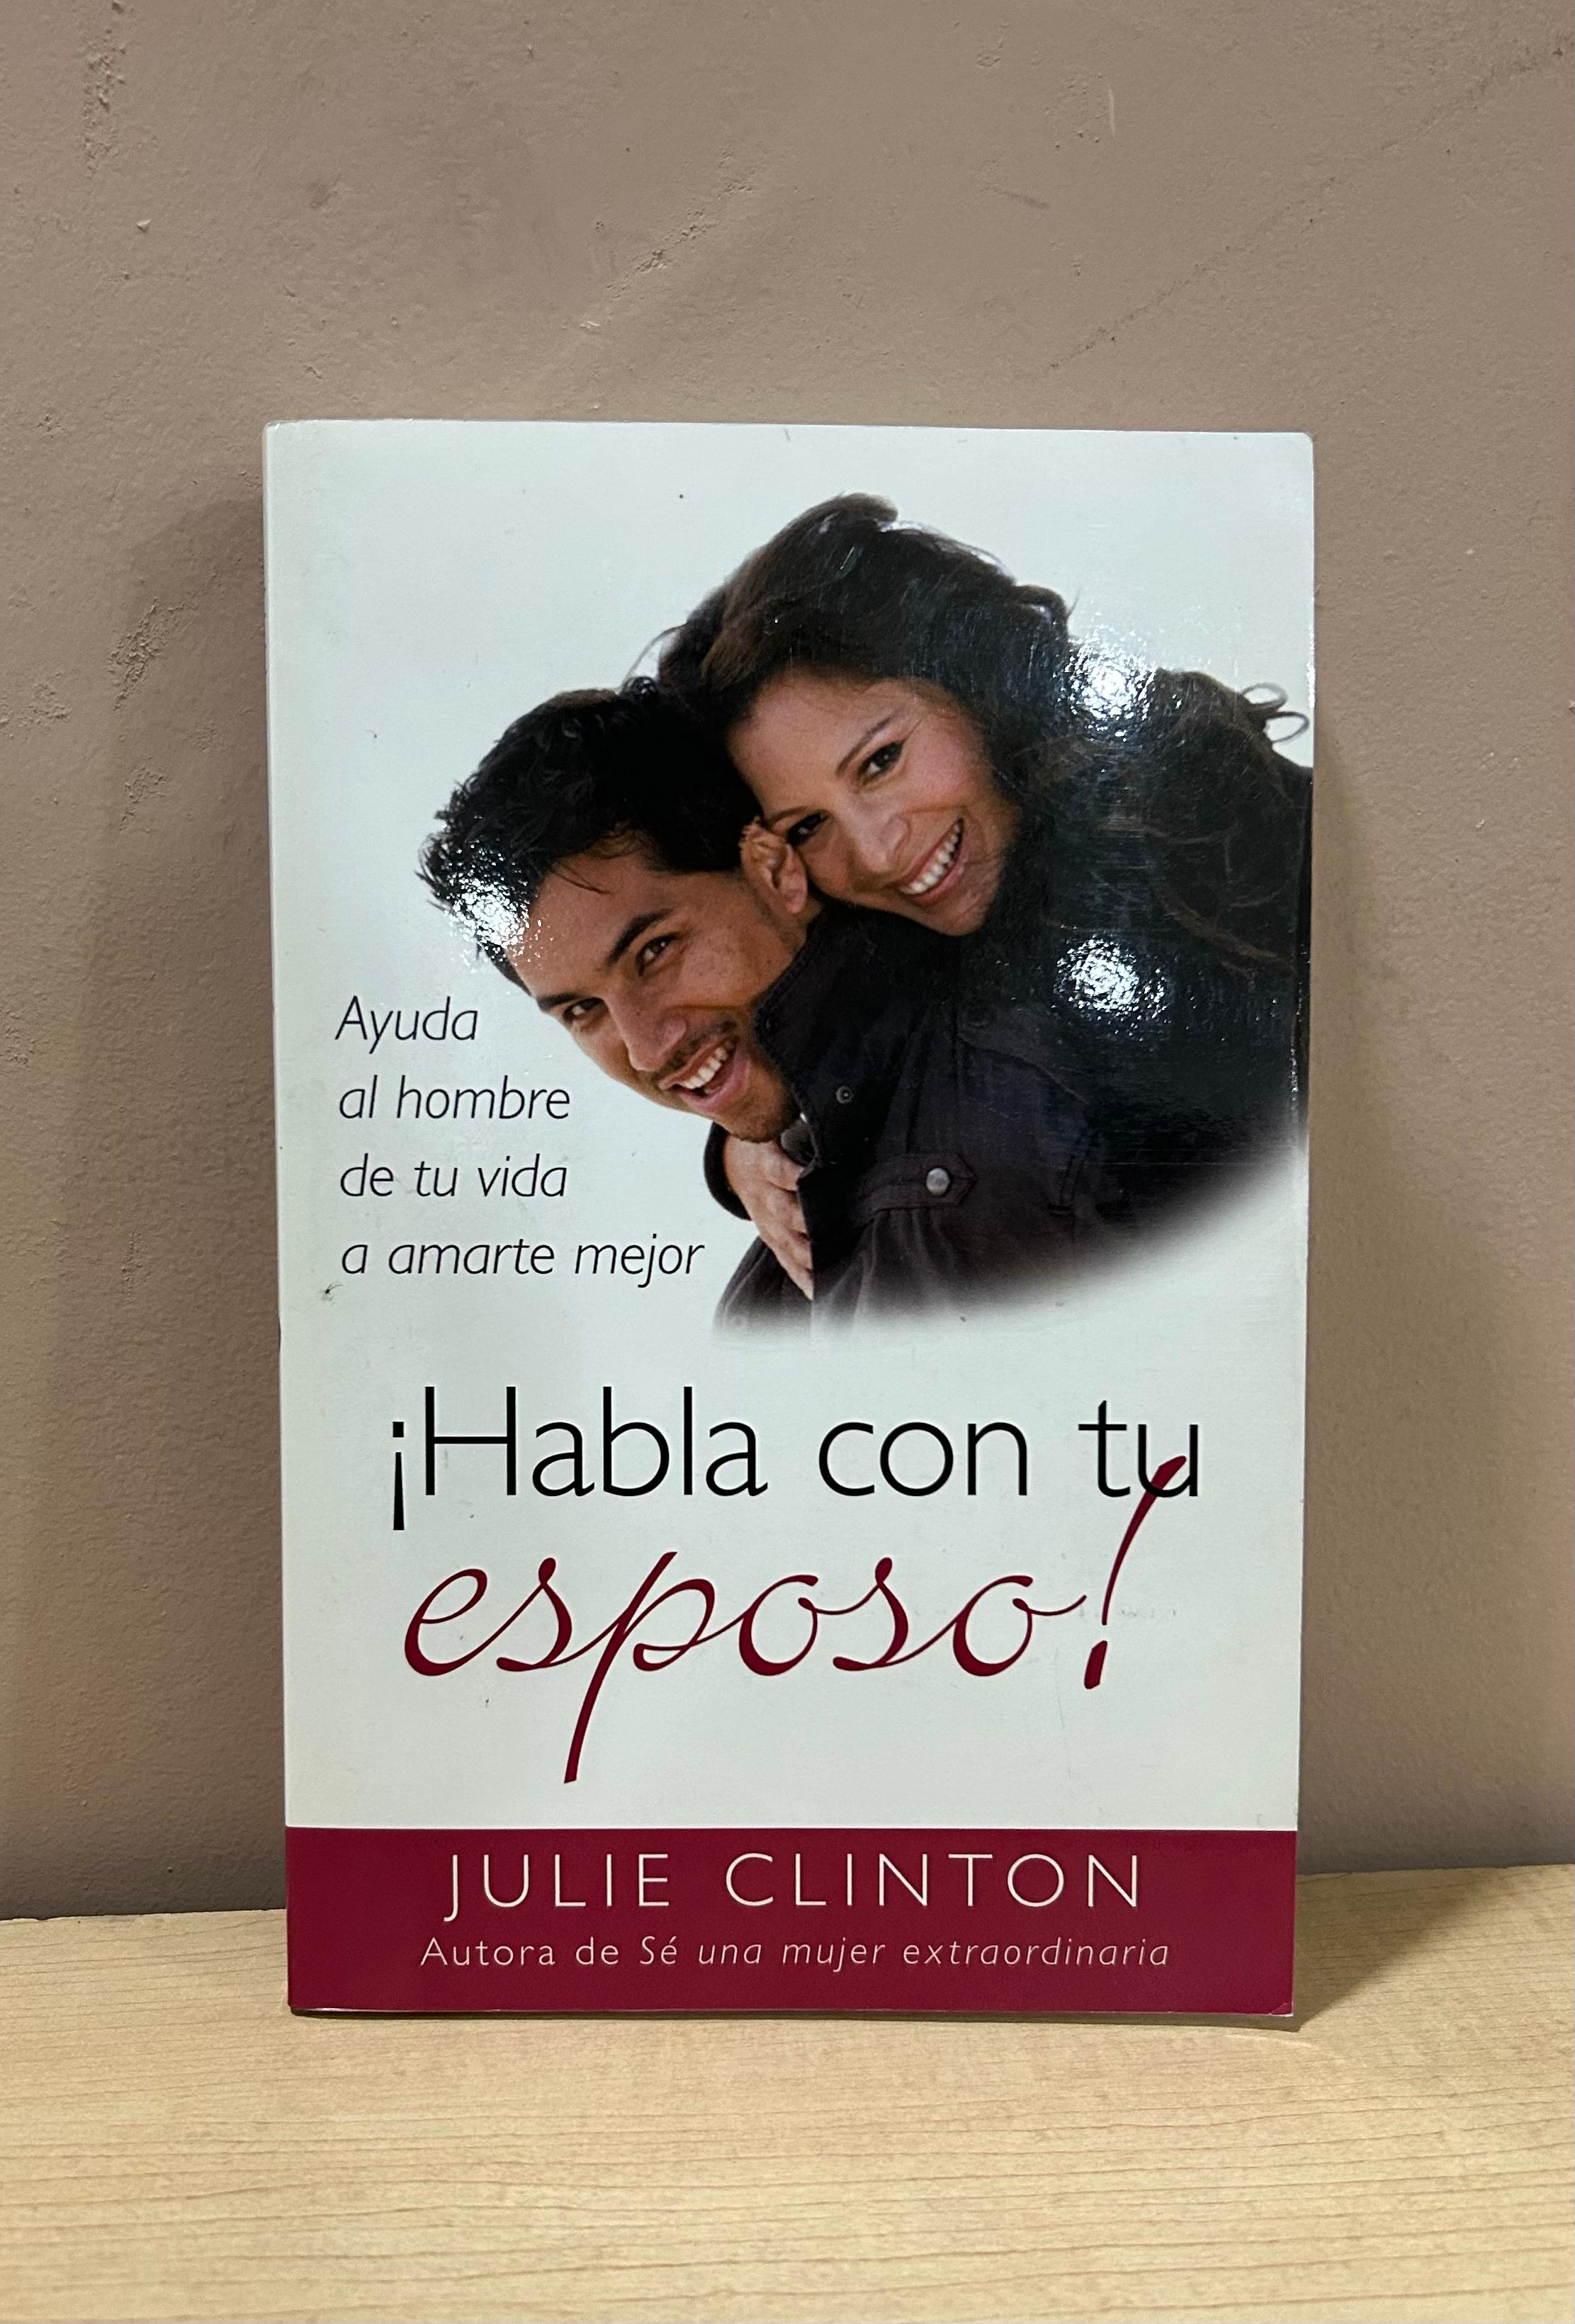 Ayuda
al hombre
de tu vida
a amarte mejor
¡Habla con tu
esposo!
JULIE CLINTON
Autora de Sé una mujer extraordinaria